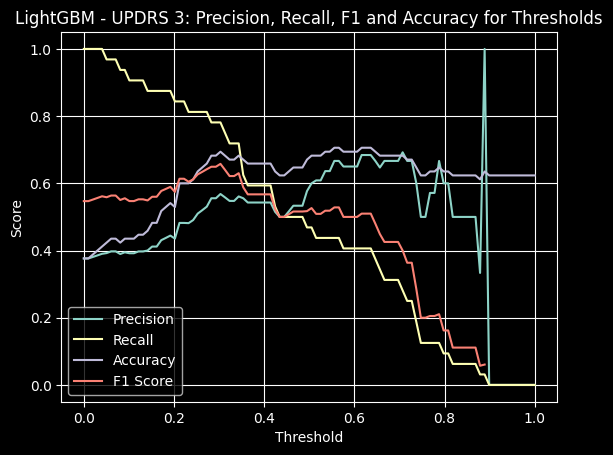 LightGBM - UPDRS 3: Precision, Recall, F1 and Accuracy for Thresholds
1.0
0.8
0.6
0.4
0.2
0.0
Score
Precision
Recall
Accuracy
F1 Score
0.0 0.2 0.4 0.6 0.8 1.0
Threshold